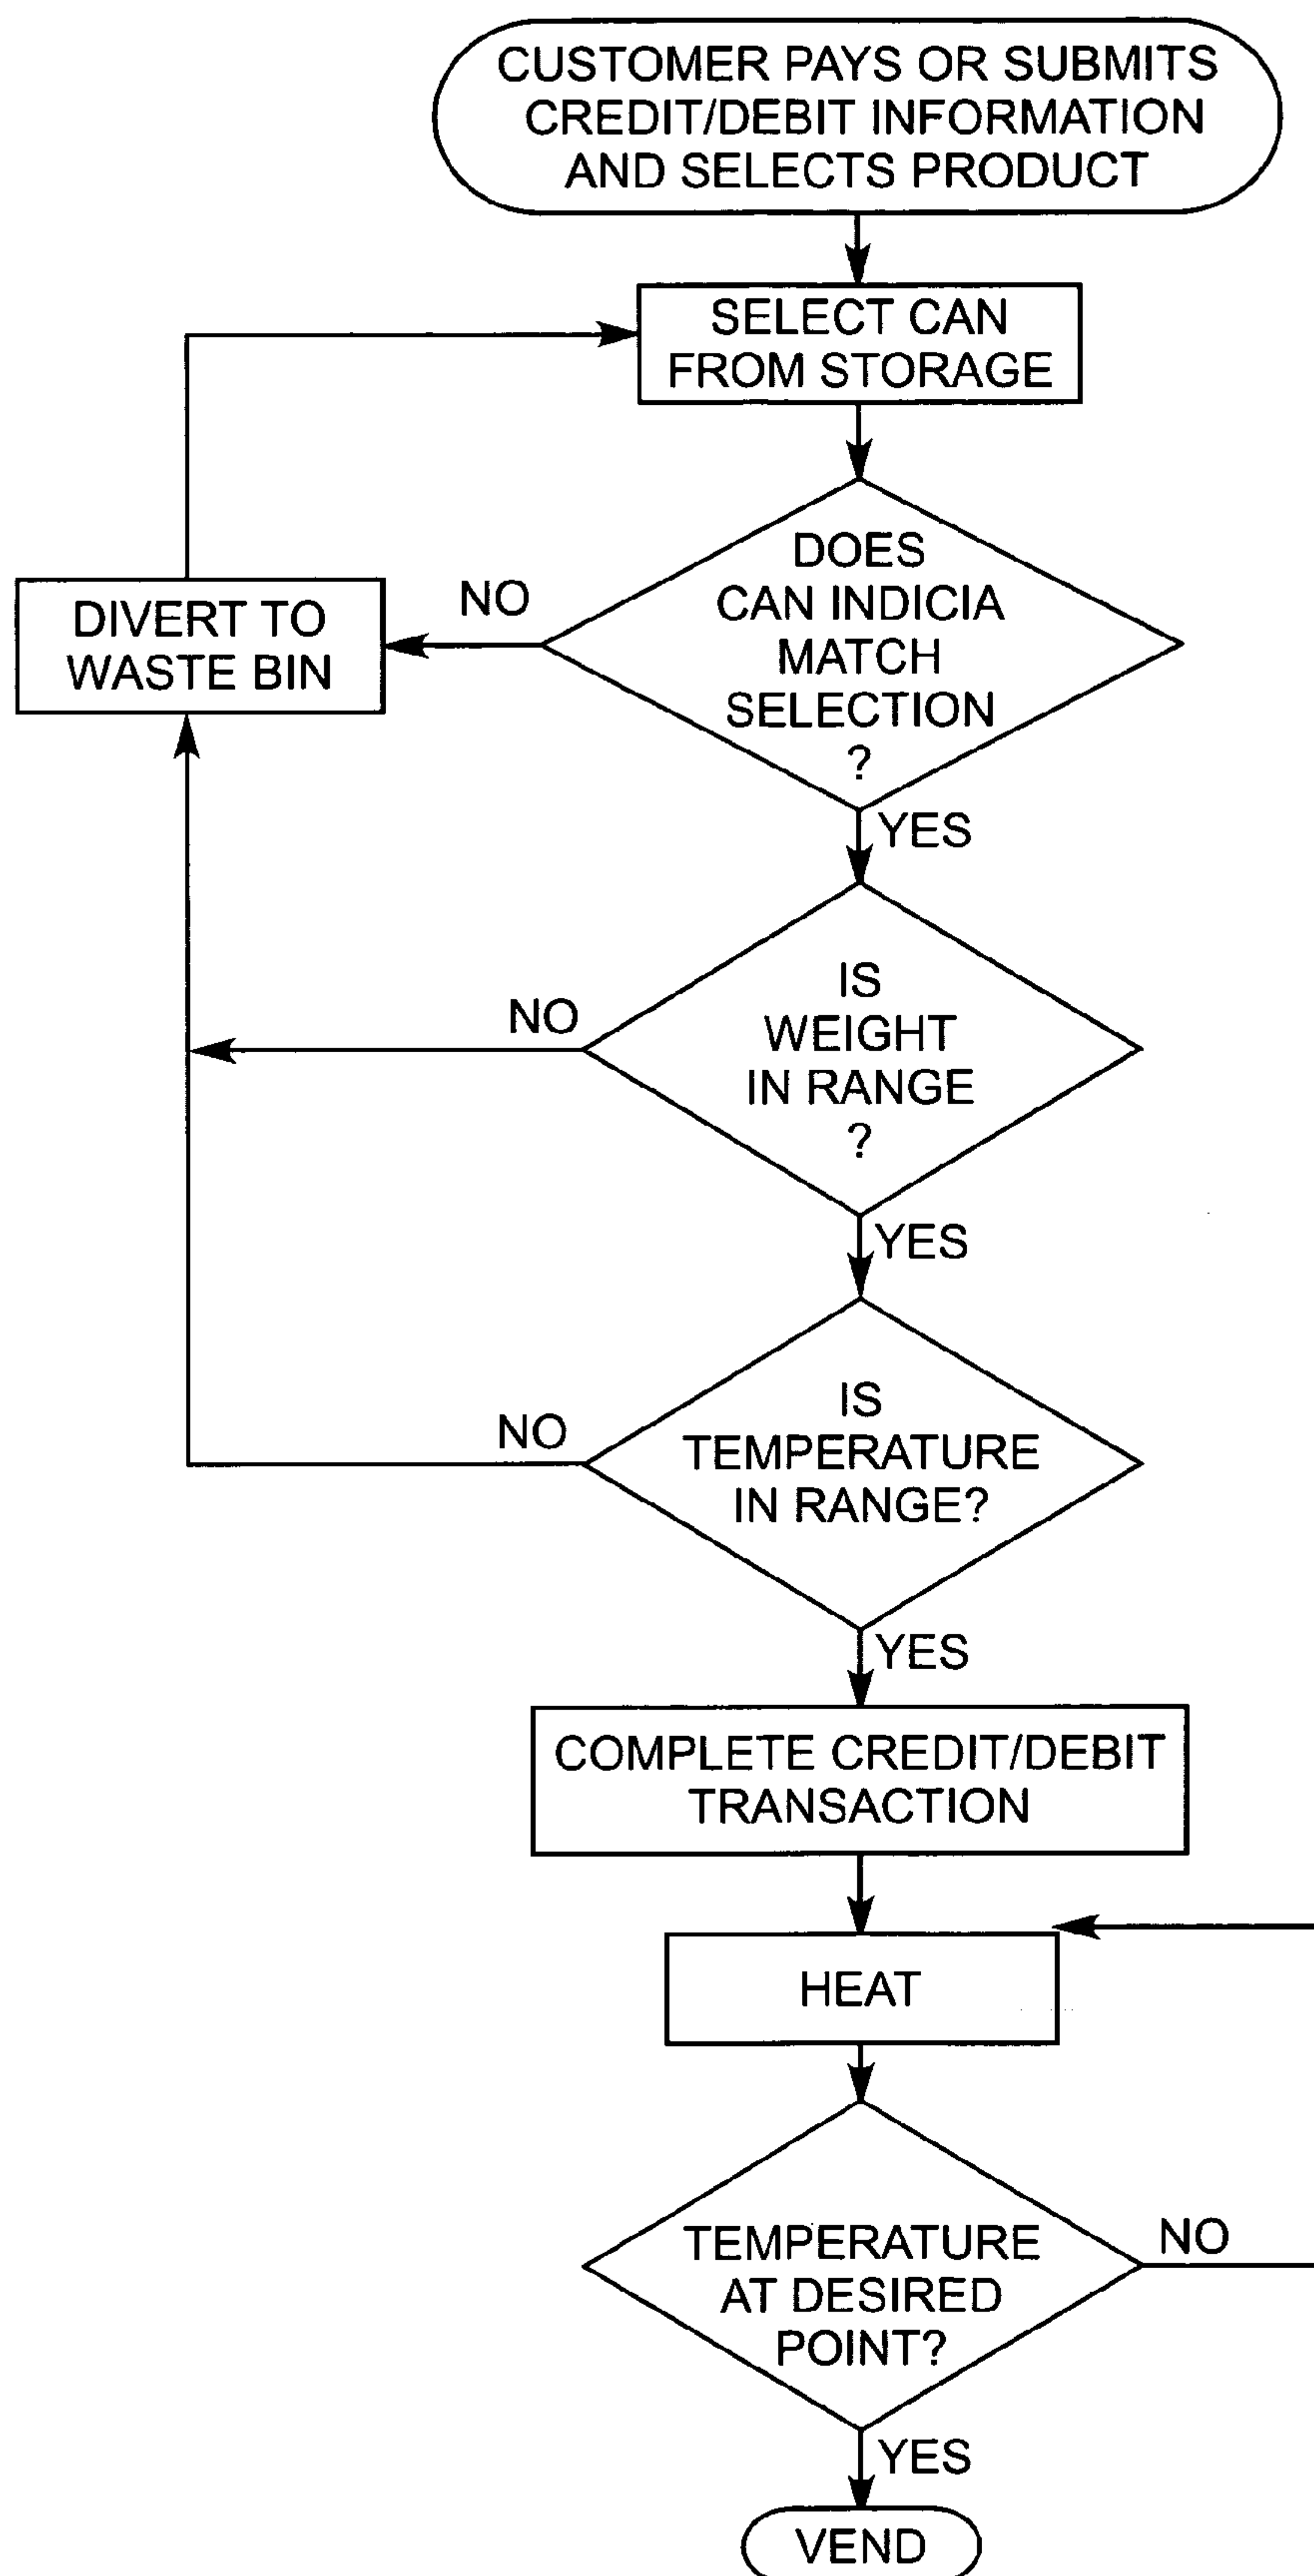 CUSTOMER PAYS OR SUBMITS
CREDIT/DEBIT INFORMATION
AND SELECTS PRODUCT
SELECT CAN
FROM STORAGE
DOES
CAN INDICIA
MATCH
SELECTION
?
NO
DIVERT TO
WASTE BIN
YES
IS
WEIGHT
IN RANGE
?
NO
YES
IS
TEMPERATURE
IN RANGE?
NO
YES
COMPLETE CREDIT/DEBIT
TRANSACTION
HEAT
TEMPERATURE
AT DESIRED
POINT?
NO
YES
VEND